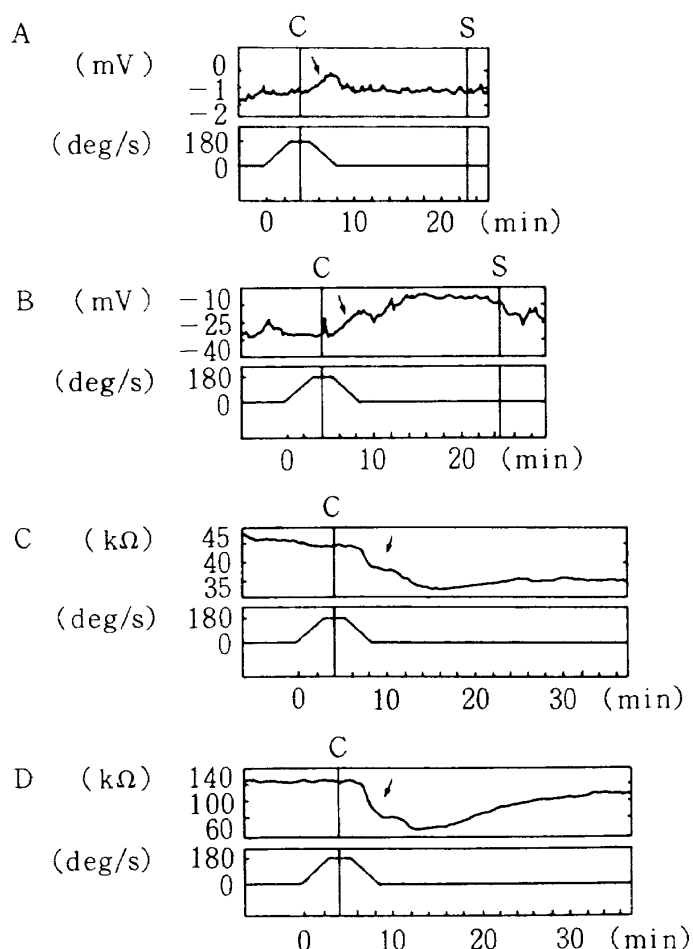 A
C S
(mV) 0
-1
-2
(deg/s) 180
0
0 10 20 (min)
C S
B (mV) -10
-25
-40
(deg/s) 180
0
0 10 20 (min)
C
C (kΩ) 45
40
35
(deg/s) 180
0
0 10 20 30 (min)
C
D (kΩ) 140
100
60
(deg/s) 180
0
0 10 20 30 (min)